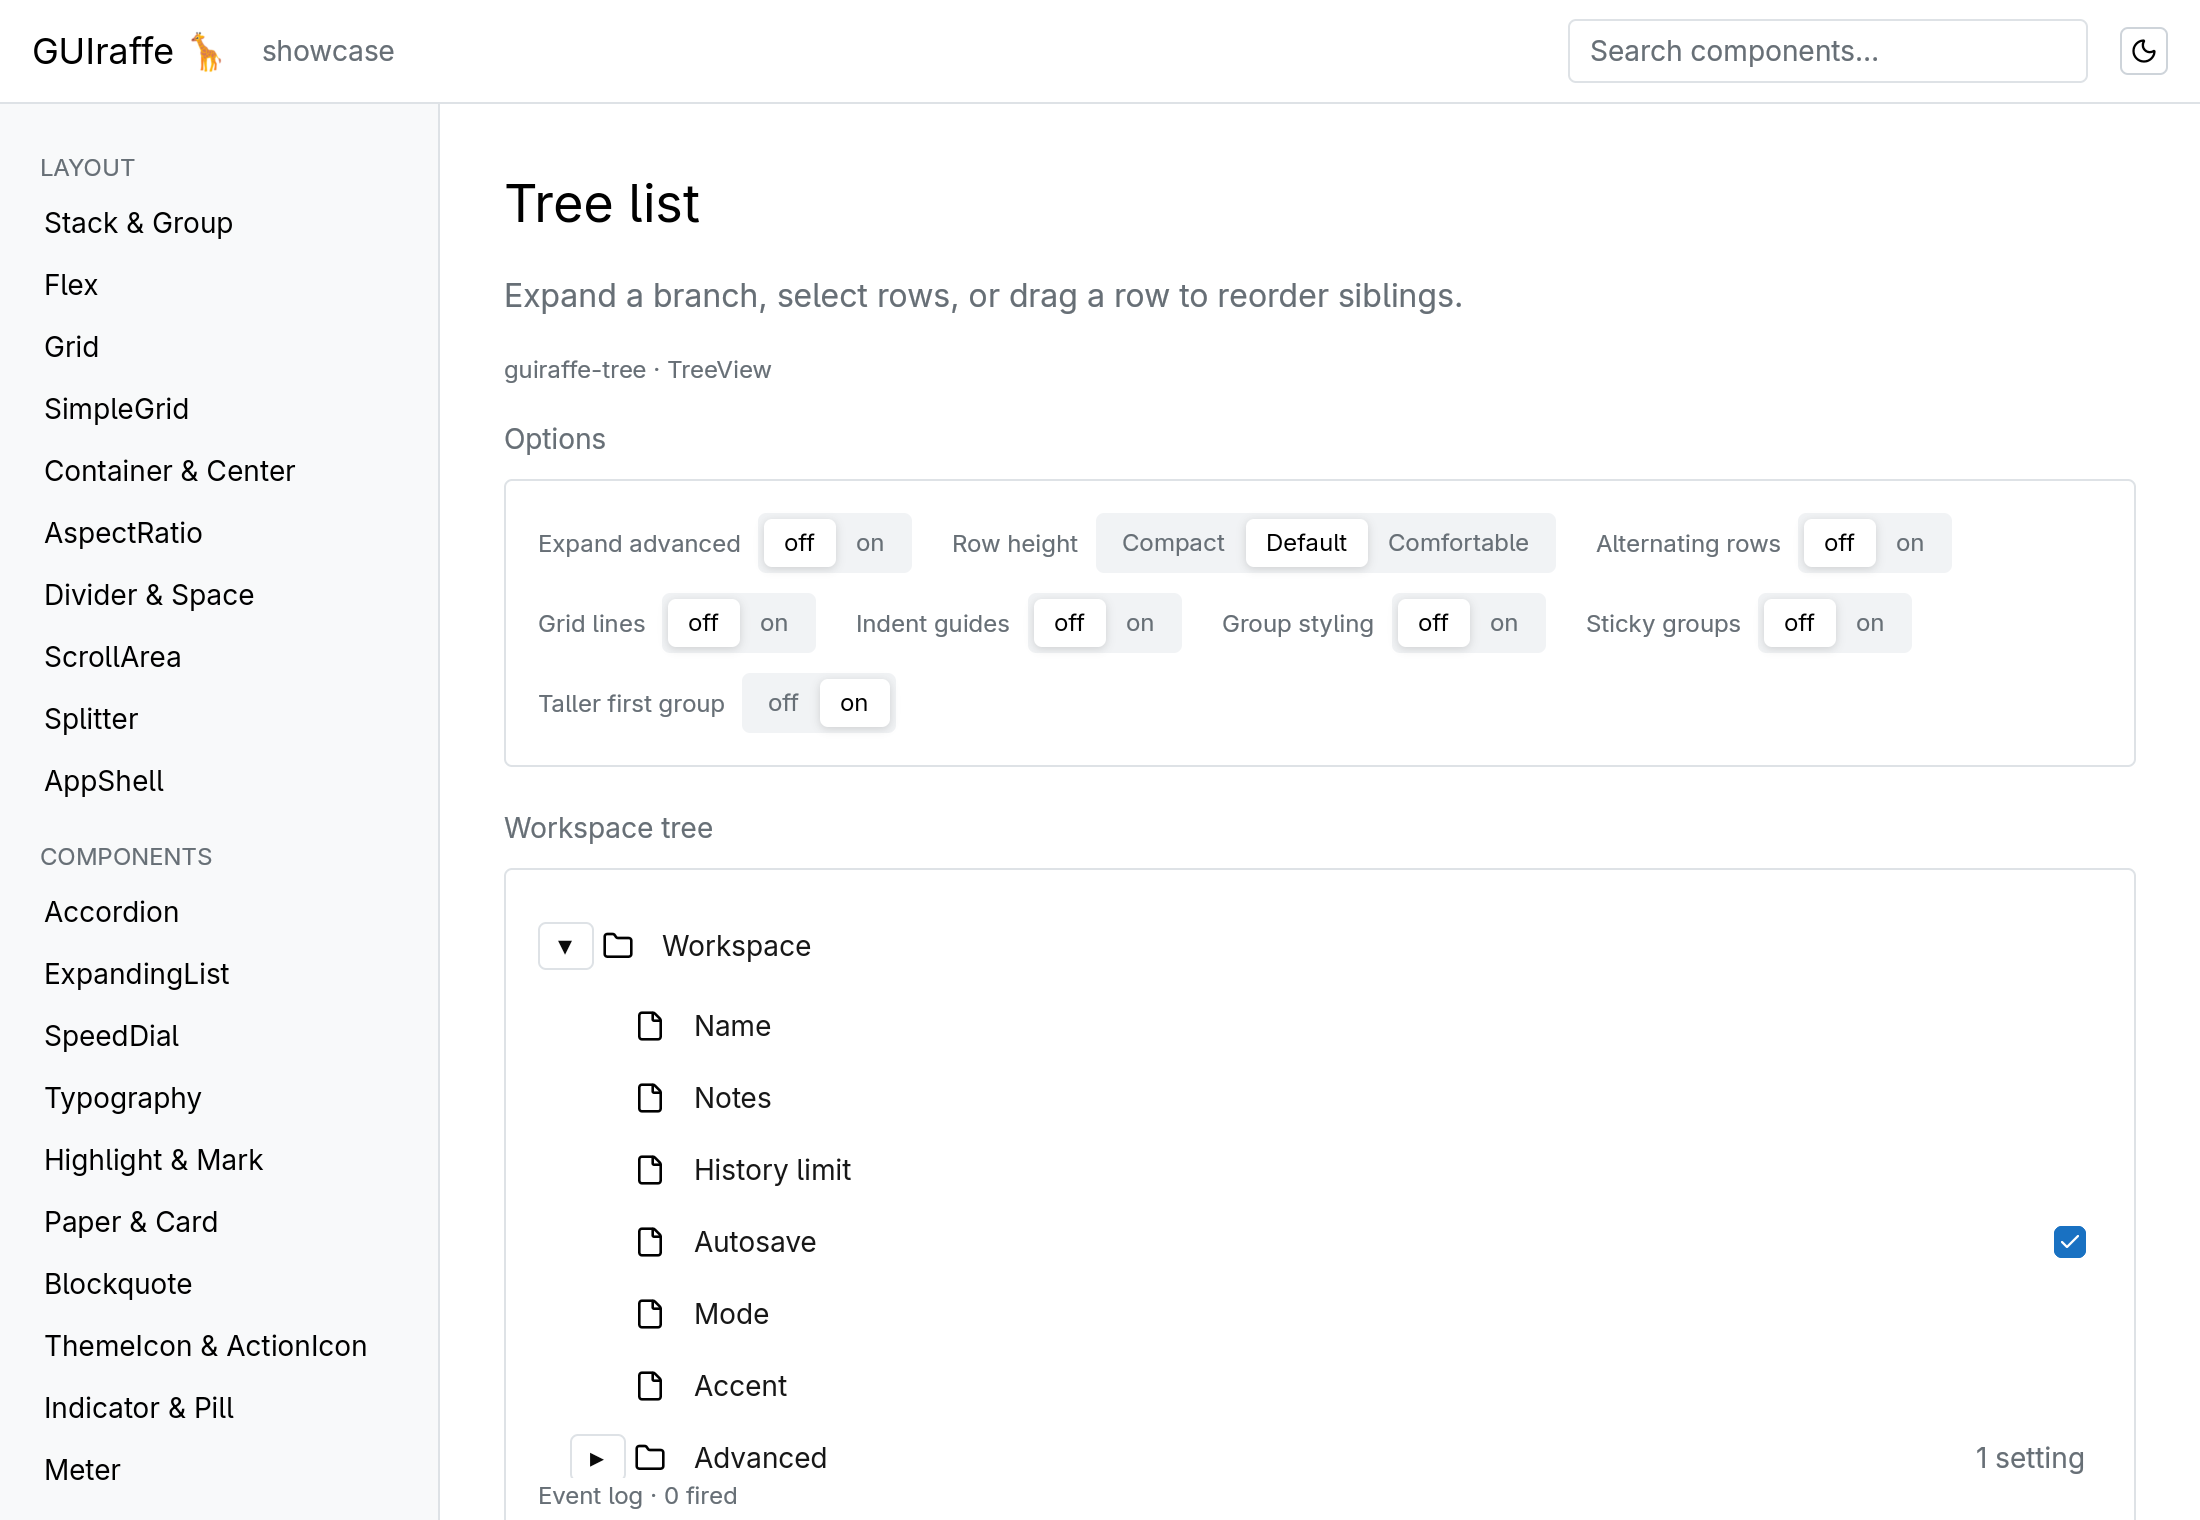 GUIraffe 🦒 showcase Search components...
LAYOUT
Stack & Group
Flex
Grid
SimpleGrid
Container & Center
AspectRatio
Divider & Space
ScrollArea
Splitter
AppShell
COMPONENTS
Accordion
ExpandingList
SpeedDial
Typography
Highlight & Mark
Paper & Card
Blockquote
ThemeIcon & ActionIcon
Indicator & Pill
Meter
Tree list
Expand a branch, select rows, or drag a row to reorder siblings.
guiraffe-tree · TreeView
Options
Expand advanced off on Row height Compact Default Comfortable Alternating rows off on
Grid lines off on Indent guides off on Group styling off on Sticky groups off on
Taller first group off on
Workspace tree
Workspace
Name
Notes
History limit
Autosave
Mode
Accent
Advanced 1 setting
Event log · 0 fired